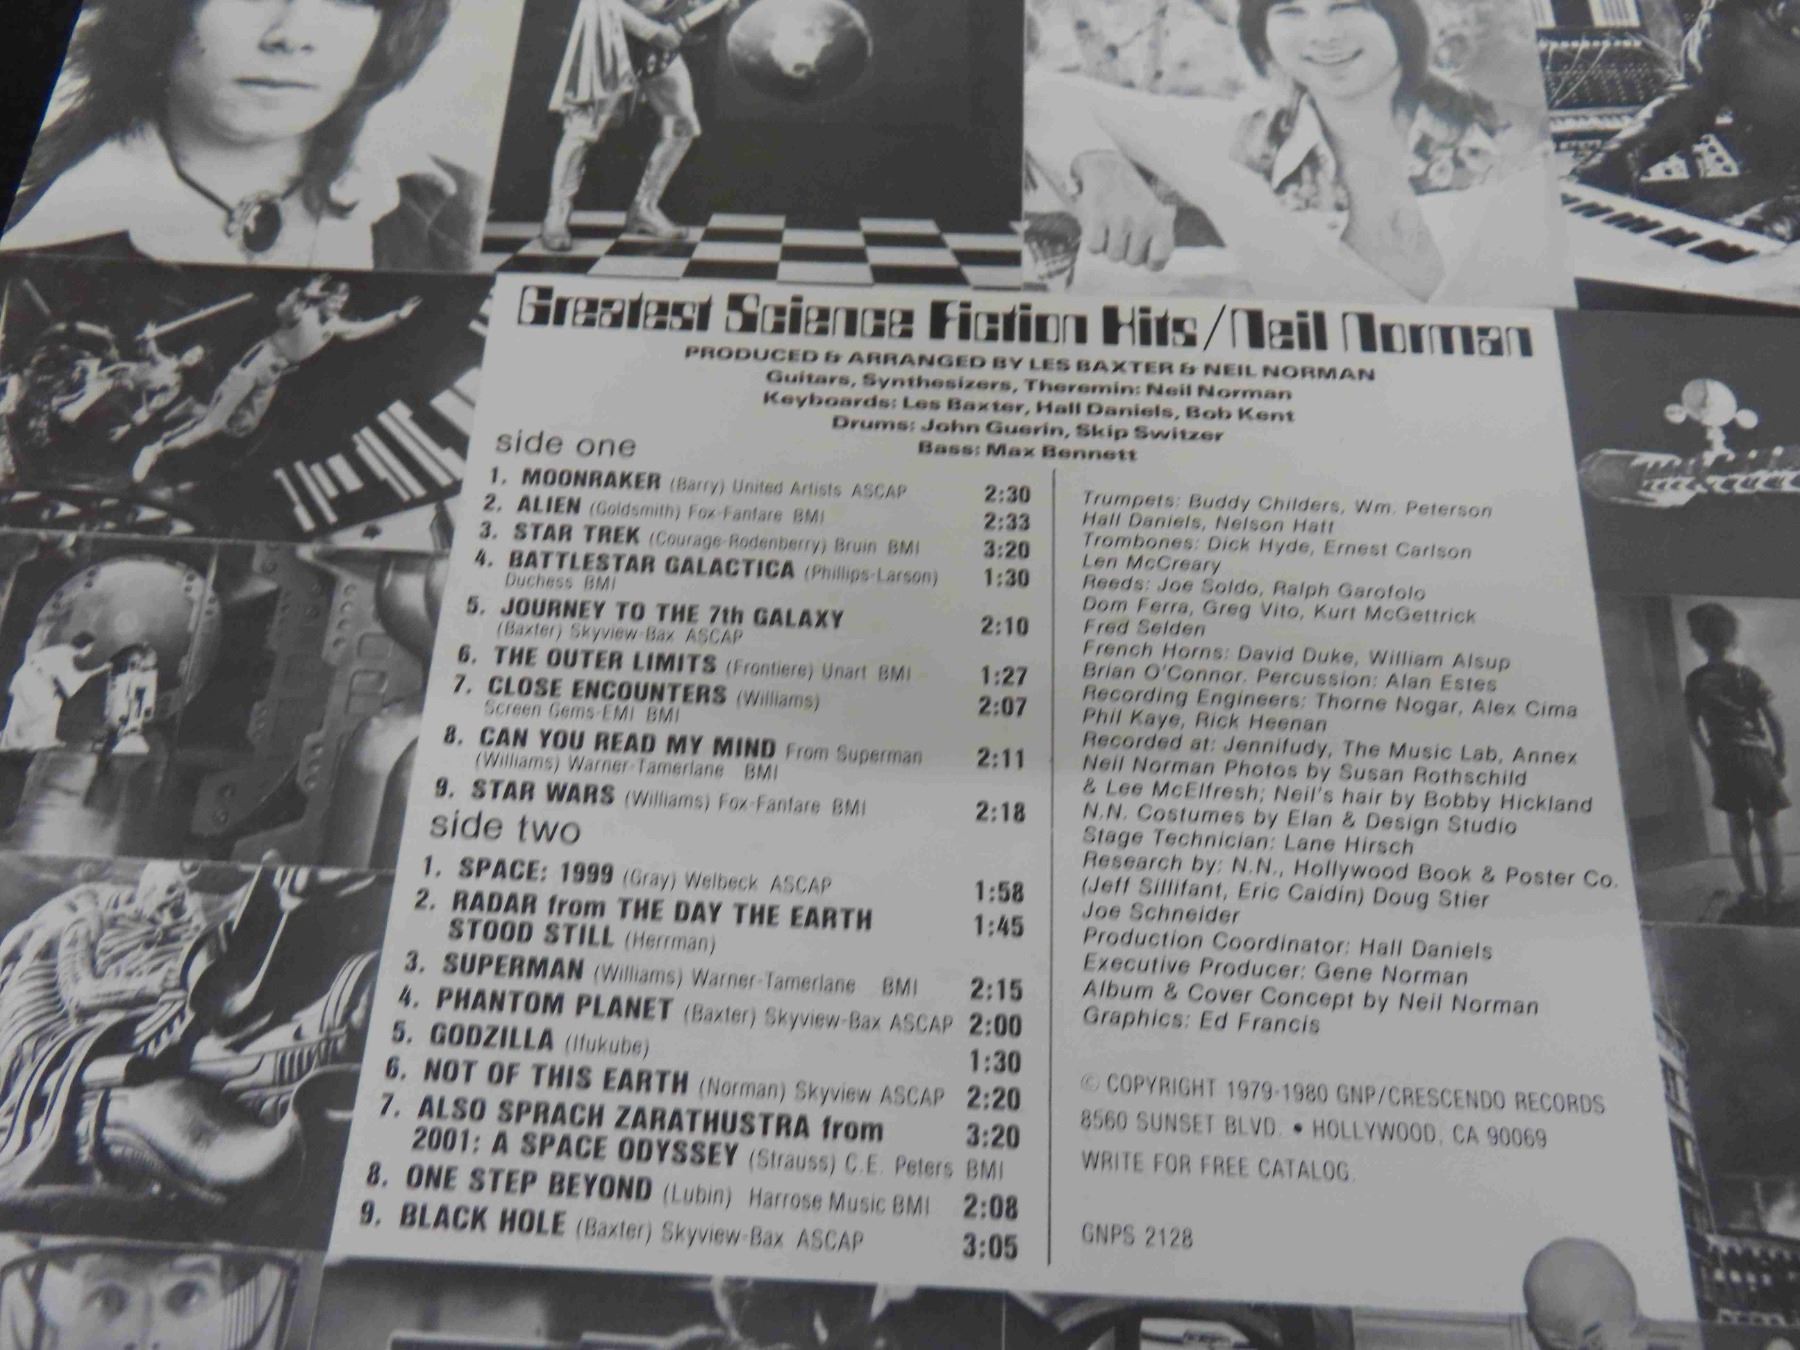 Greatest Science Fiction Hits/Neil Norman
PRODUCED & ARRANGED BY LES BAXTER & NEIL NORMAN
Guitars, Synthesizers, Theremin: Neil Norman
Keyboards: Les Baxter, Hall Daniels, Bob Kent
Drums: John Guerin, Skip Switzer
Bass: Max Bennett
side one
1. MOONRAKER (Barry) United Artists ASCAP 2:30
2. ALIEN (Goldsmith) Fox-Fanfare BMI 2:33
3. STAR TREK (Courage-Rodenberry) Bruin BMI 3:20
4. BATTLESTAR GALACTICA (Phillips-Larson) 1:30
Duchess BMI
5. JOURNEY TO THE 7th GALAXY 2:10
(Baxter) Skyview-Bax ASCAP
6. THE OUTER LIMITS (Frontiere) Unart BMI 1:27
7. CLOSE ENCOUNTERS (Williams) 2:07
Screen Gems-EMI BMI
8. CAN YOU READ MY MIND From Superman 2:11
(Williams) Warner-Tamerlane BMI
9. STAR WARS (Williams) Fox-Fanfare BMI 2:18
side two
1. SPACE: 1999 (Gray) Welbeck ASCAP 1:58
2. RADAR from THE DAY THE EARTH 1:45
STOOD STILL (Herrman)
3. SUPERMAN (Williams) Warner-Tamerlane BMI 2:15
4. PHANTOM PLANET (Baxter) Skyview-Bax ASCAP 2:00
5. GODZILLA (Ifukube) 1:30
6. NOT OF THIS EARTH (Norman) Skyview ASCAP 2:20
7. ALSO SPRACH ZARATHUSTRA from 3:20
2001: A SPACE ODYSSEY (Strauss) C.E. Peters BMI
8. ONE STEP BEYOND (Lubin) Harrose Music BMI 2:08
9. BLACK HOLE (Baxter) Skyview-Bax ASCAP 3:05
Trumpets: Buddy Childers, Wm. Peterson
Hall Daniels, Nelson Hatt
Trombones: Dick Hyde, Ernest Carlson
Len McCreary
Reeds: Joe Soldo, Ralph Garofolo
Dom Ferra, Greg Vito, Kurt McGettrick
Fred Selden
French Horns: David Duke, William Alsup
Brian O'Connor. Percussion: Alan Estes
Recording Engineers: Thorne Nogar, Alex Cima
Phil Kaye, Rick Heenan
Recorded at: Jennifudy, The Music Lab, Annex
Neil Norman Photos by Susan Rothschild
& Lee McElfresh; Neil's hair by Bobby Hickland
N.N. Costumes by Elan & Design Studio
Stage Technician: Lane Hirsch
Research by: N.N., Hollywood Book & Poster Co.
(Jeff Sillifant, Eric Caidin) Doug Stier
Joe Schneider
Production Coordinator: Hall Daniels
Executive Producer: Gene Norman
Album & Cover Concept by Neil Norman
Graphics: Ed Francis
© COPYRIGHT 1979-1980 GNP/CRESCENDO RECORDS
8560 SUNSET BLVD. • HOLLYWOOD, CA 90069
WRITE FOR FREE CATALOG.
GNPS 2128